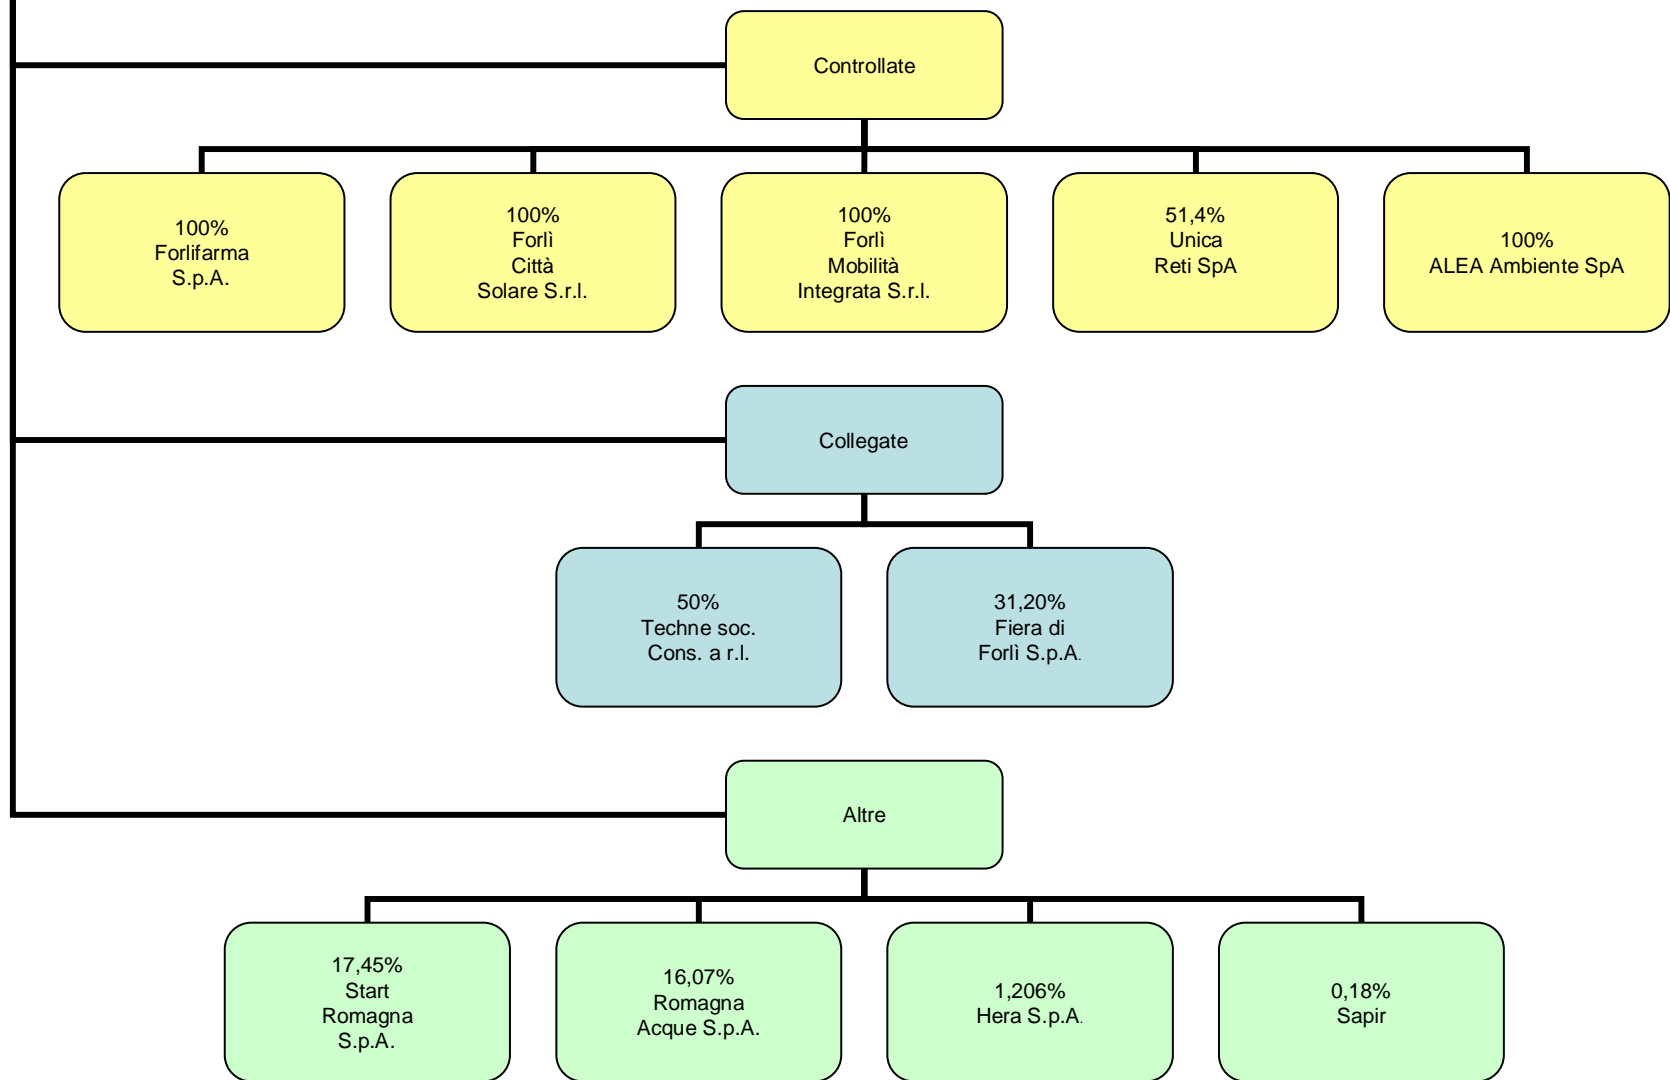 Controllate
100%
Forlifarma
S.p.A.
100%
Forlì
Città
Solare S.r.l.
100%
Forlì
Mobilità
Integrata S.r.l.
51,4%
Unica
Reti SpA
100%
ALEA Ambiente SpA
Collegate
50%
Techne soc.
Cons. a r.l.
31,20%
Fiera di
Forlì S.p.A.
Altre
17,45%
Start
Romagna
S.p.A.
16,07%
Romagna
Acque S.p.A.
1,206%
Hera S.p.A.
0,18%
Sapir